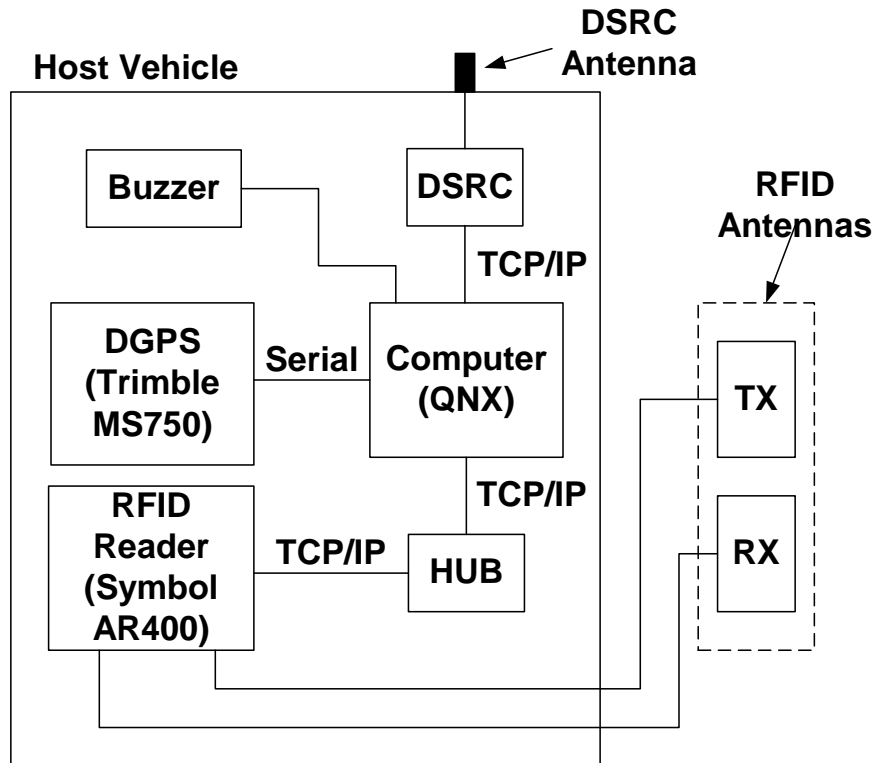 DSRC
Antenna
Host Vehicle
Buzzer
DSRC
RFID
Antennas
TCP/IP
DGPS
(Trimble
MS750)
Serial
Computer
(QNX)
TX
TCP/IP
RFID
Reader
(Symbol
AR400)
TCP/IP
HUB
RX